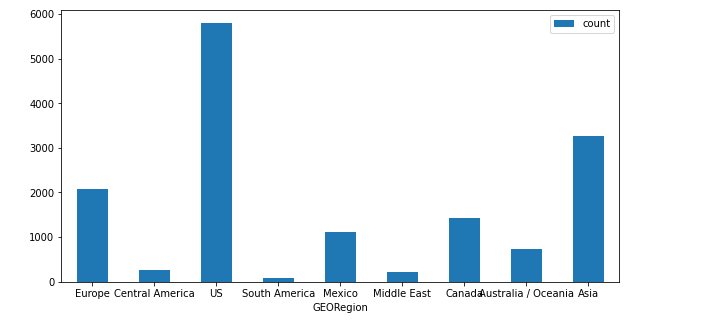 6000
count
5000
4000
3000
2000
1000
0
Europe Central America US South America Mexico Middle East Canada Australia / Oceania Asia
GEORegion